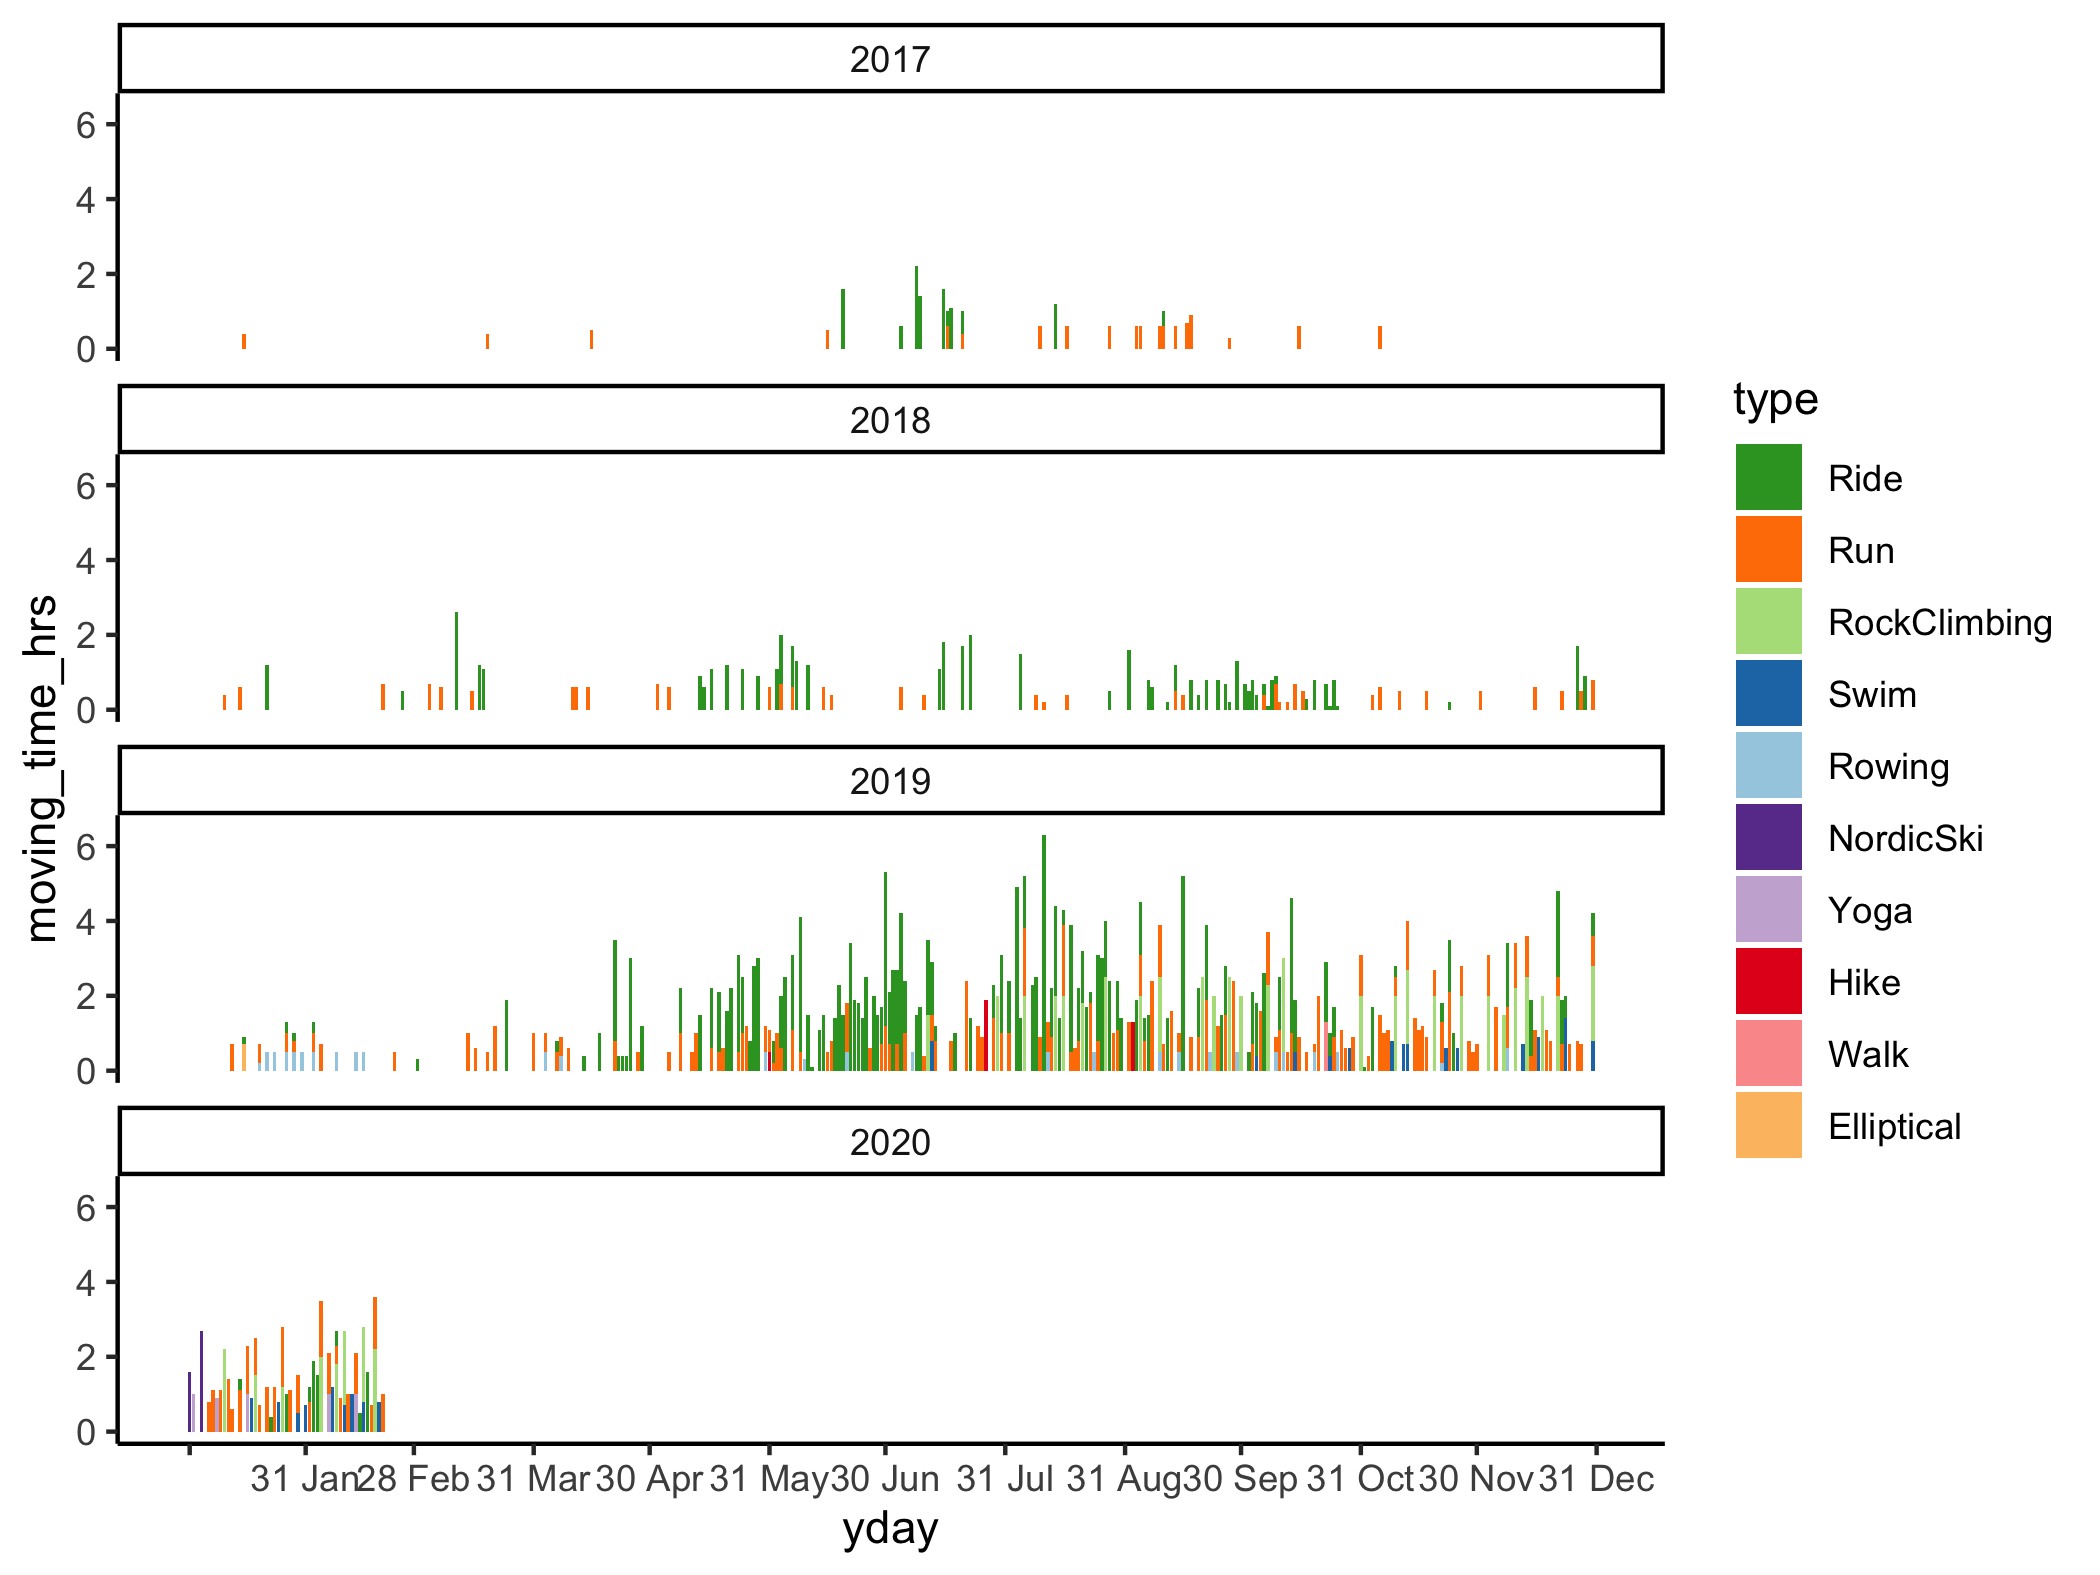 2017
6
4
2
0
2018
6
4
2
0
2019
6
4
2
0
2020
6
4
2
0
moving_time_hrs
31 Jan 28 Feb 31 Mar 30 Apr 31 May 30 Jun 31 Jul 31 Aug 30 Sep 31 Oct 30 Nov 31 Dec
yday
type
Ride
Run
RockClimbing
Swim
Rowing
NordicSki
Yoga
Hike
Walk
Elliptical